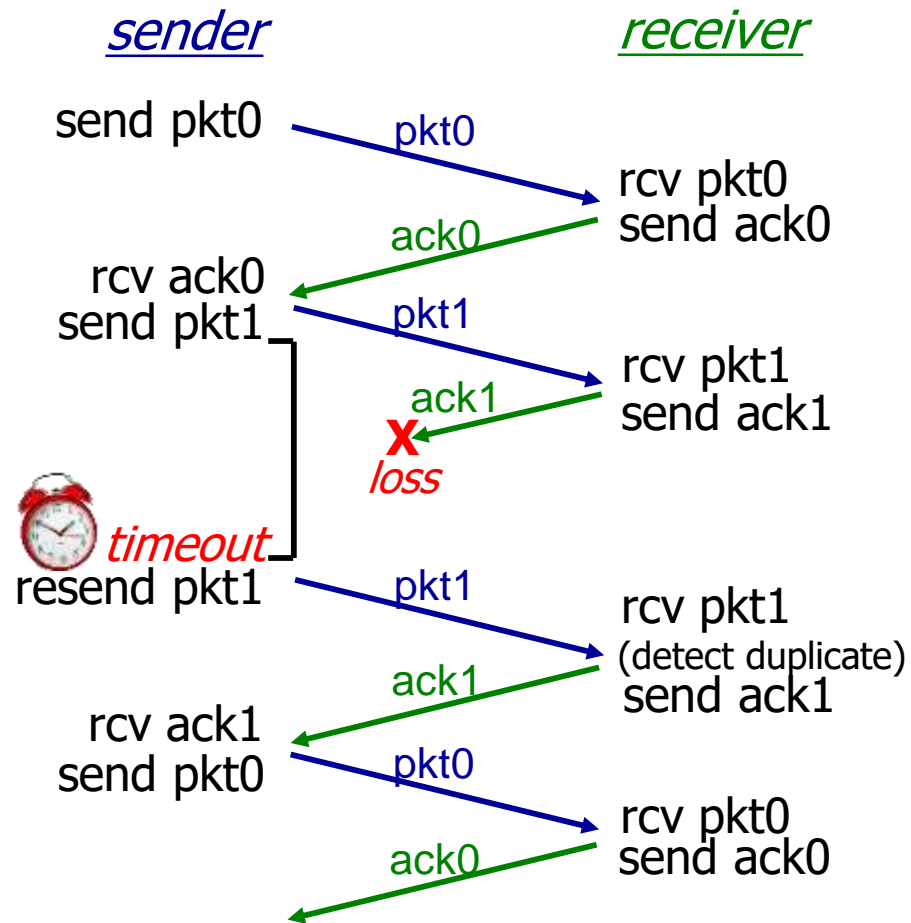 sender
receiver
send pkt0
pkt0
rcv pkt0
send ack0
ack0
rcv ack0
send pkt1
pkt1
rcv pkt1
send ack1
ack1
X
loss
timeout
resend pkt1
pkt1
rcv pkt1
(detect duplicate)
send ack1
ack1
rcv ack1
send pkt0
pkt0
rcv pkt0
send ack0
ack0